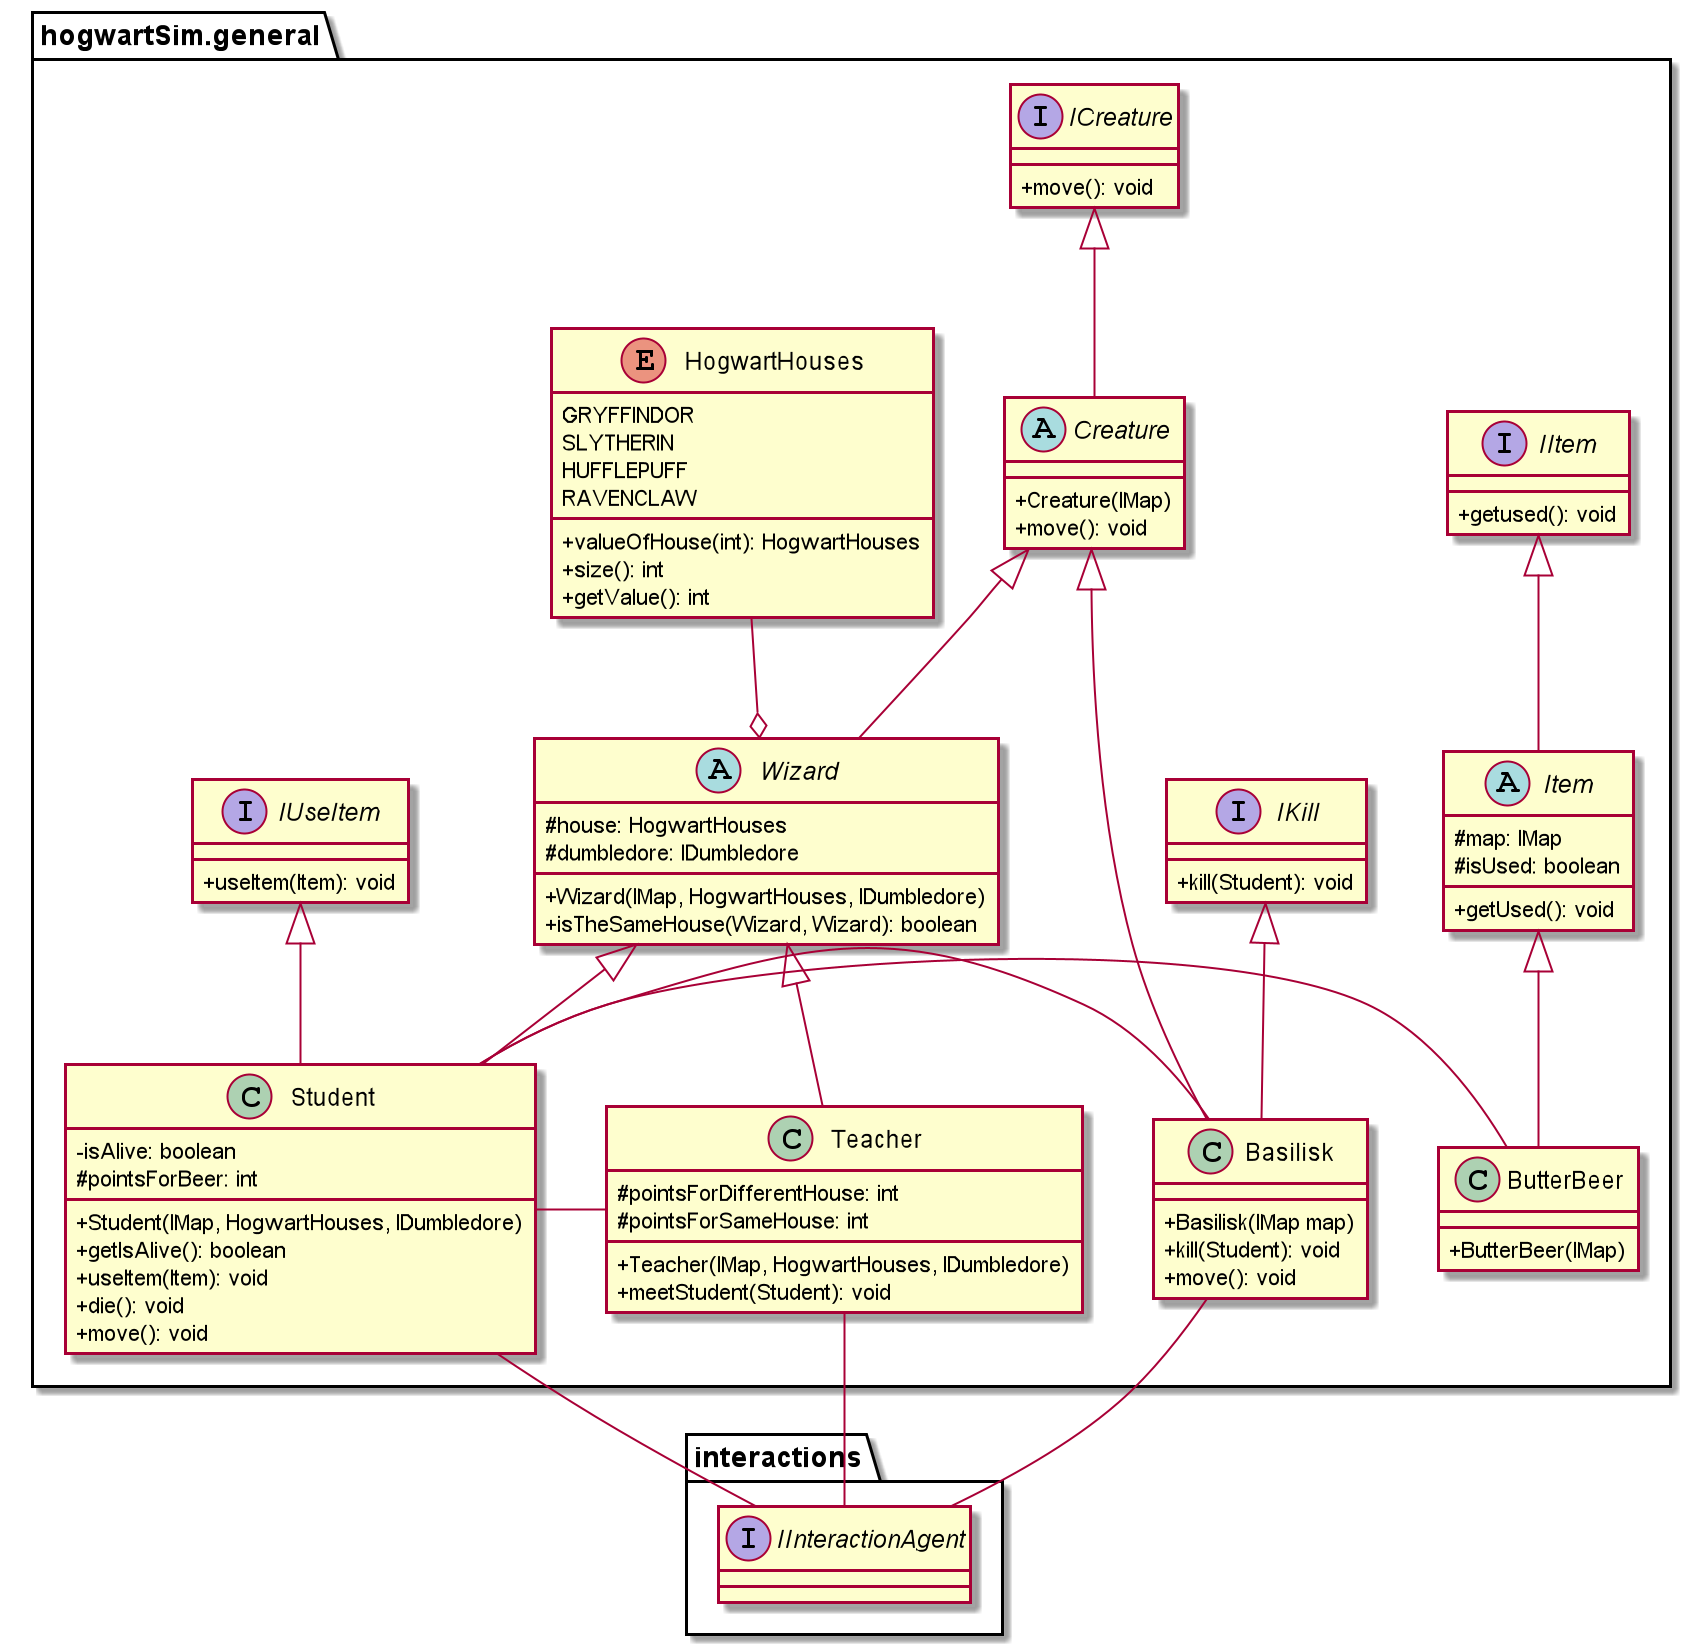 hogwartSim.general
I ICreature
+move(): void
E HogwartHouses
GRYFFINDOR
SLYTHERIN
HUFFLEPUFF
RAVENCLAW
+valueOfHouse(int): HogwartHouses
+size(): int
+getValue(): int
A Creature
+Creature(IMap)
+move(): void
I IItem
+getused(): void
I IUseItem
+useItem(Item): void
A Wizard
#house: HogwartHouses
#dumbledore: IDumbledore
+Wizard(IMap, HogwartHouses, IDumbledore)
+isTheSameHouse(Wizard, Wizard): boolean
I IKill
+kill(Student): void
A Item
#map: IMap
#isUsed: boolean
+getUsed(): void
C Student
-isAlive: boolean
#pointsForBeer: int
+Student(IMap, HogwartHouses, IDumbledore)
+getIsAlive(): boolean
+useItem(Item): void
+die(): void
+move(): void
C Teacher
#pointsForDifferentHouse: int
#pointsForSameHouse: int
+Teacher(IMap, HogwartHouses, IDumbledore)
+meetStudent(Student): void
C Basilisk
+Basilisk(IMap map)
+kill(Student): void
+move(): void
C ButterBeer
+ButterBeer(IMap)
interactions
I IInteractionAgent